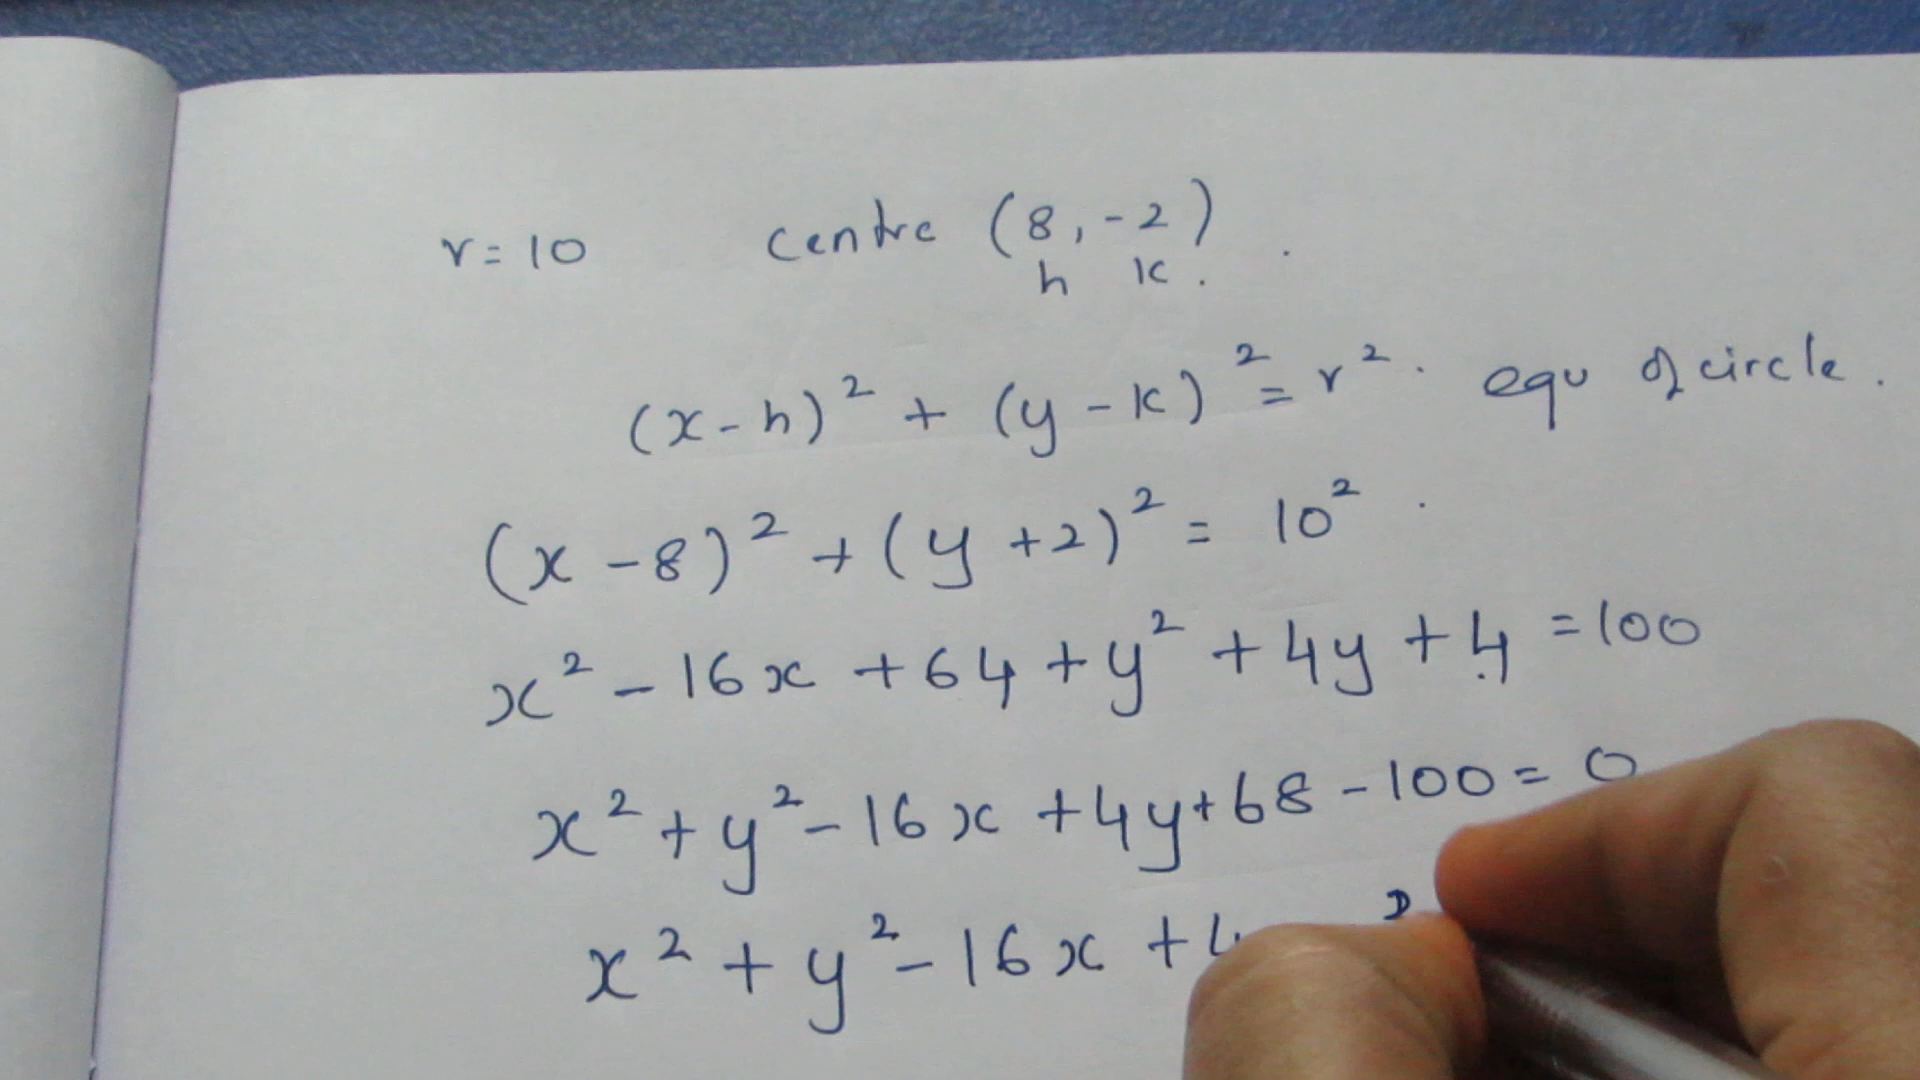 r = 10 Centre (8, -2)
h k.
(x - h)² + (y - k)² = r². equ of circle.
(x - 8)² + (y + 2)² = 10²
x² - 16x + 64 + y² + 4y + 4 = 100
x² + y² - 16x + 4y + 68 - 100 = 0
x² + y² - 16x + 4